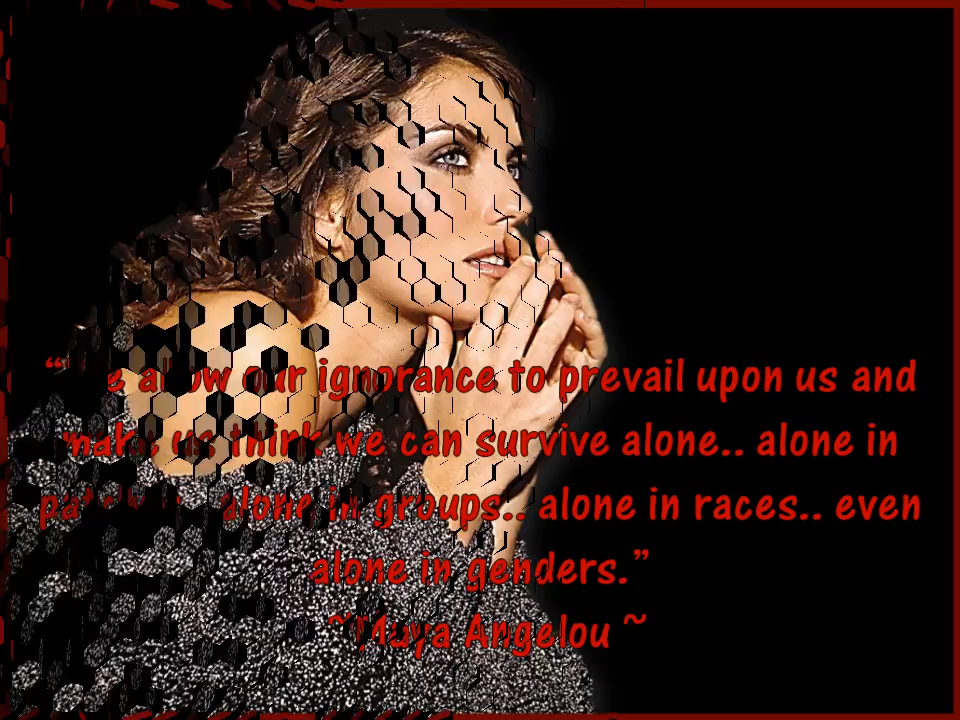 “We allow our ignorance to prevail upon us and
make us think we can survive alone.. alone in
alone in groups.. alone in races.. even
alone in genders.”
~Maya Angelou ~